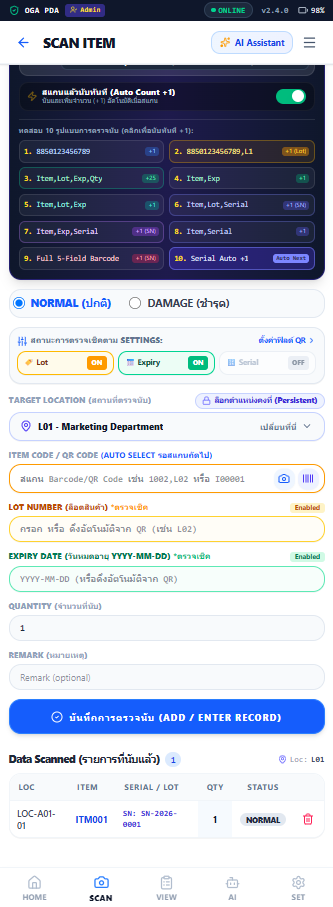 OGA PDA Admin ONLINE v2.4.0 98%
SCAN ITEM AI Assistant
สแกนแล้วนับทันที (Auto Count +1)
นับและเพิ่มจำนวน (+1) อัตโนมัติเมื่อสแกน
ทดสอบ 10 รูปแบบการตรวจนับ (คลิกเพื่อนับทันที +1):
1. 8850123456789 +1
2. 8850123456789,L1 +1 (Lot)
3. Item,Lot,Exp,Qty +25
4. Item,Exp +1
5. Item,Lot,Exp +1
6. Item,Lot,Serial +1 (SN)
7. Item,Exp,Serial +1 (SN)
8. Item,Serial +1
9. Full 5-Field Barcode +1 (SN)
10. Serial Auto +1 Auto Next
NORMAL (ปกติ) DAMAGE (ชำรุด)
สถานะการตรวจเช็คตาม SETTINGS: ตั้งค่าฟิลด์ QR
Lot ON Expiry ON Serial OFF
TARGET LOCATION (สถานที่ตรวจนับ) ล็อกตำแหน่งคงที่ (Persistent)
L01 - Marketing Department เปลี่ยนที่นี่
ITEM CODE / QR CODE (AUTO SELECT รอสแกนถัดไป)
สแกน Barcode/QR Code เช่น 1002,L02 หรือ I00001
LOT NUMBER (ล็อตสินค้า) *ตรวจเช็ค Enabled
กรอก หรือ ดึงอัตโนมัติจาก QR (เช่น L02)
EXPIRY DATE (วันหมดอายุ YYYY-MM-DD) *ตรวจเช็ค Enabled
YYYY-MM-DD (หรือดึงอัตโนมัติจาก QR)
QUANTITY (จำนวนที่นับ)
1
REMARK (หมายเหตุ)
Remark (optional)
บันทึกการตรวจนับ (ADD / ENTER RECORD)
Data Scanned (รายการที่นับแล้ว) 1 Loc: L01
LOC ITEM SERIAL / LOT QTY STATUS
LOC-A01-01 ITM001 SN: SN-2026-0001 1 NORMAL
HOME SCAN VIEW AI SET